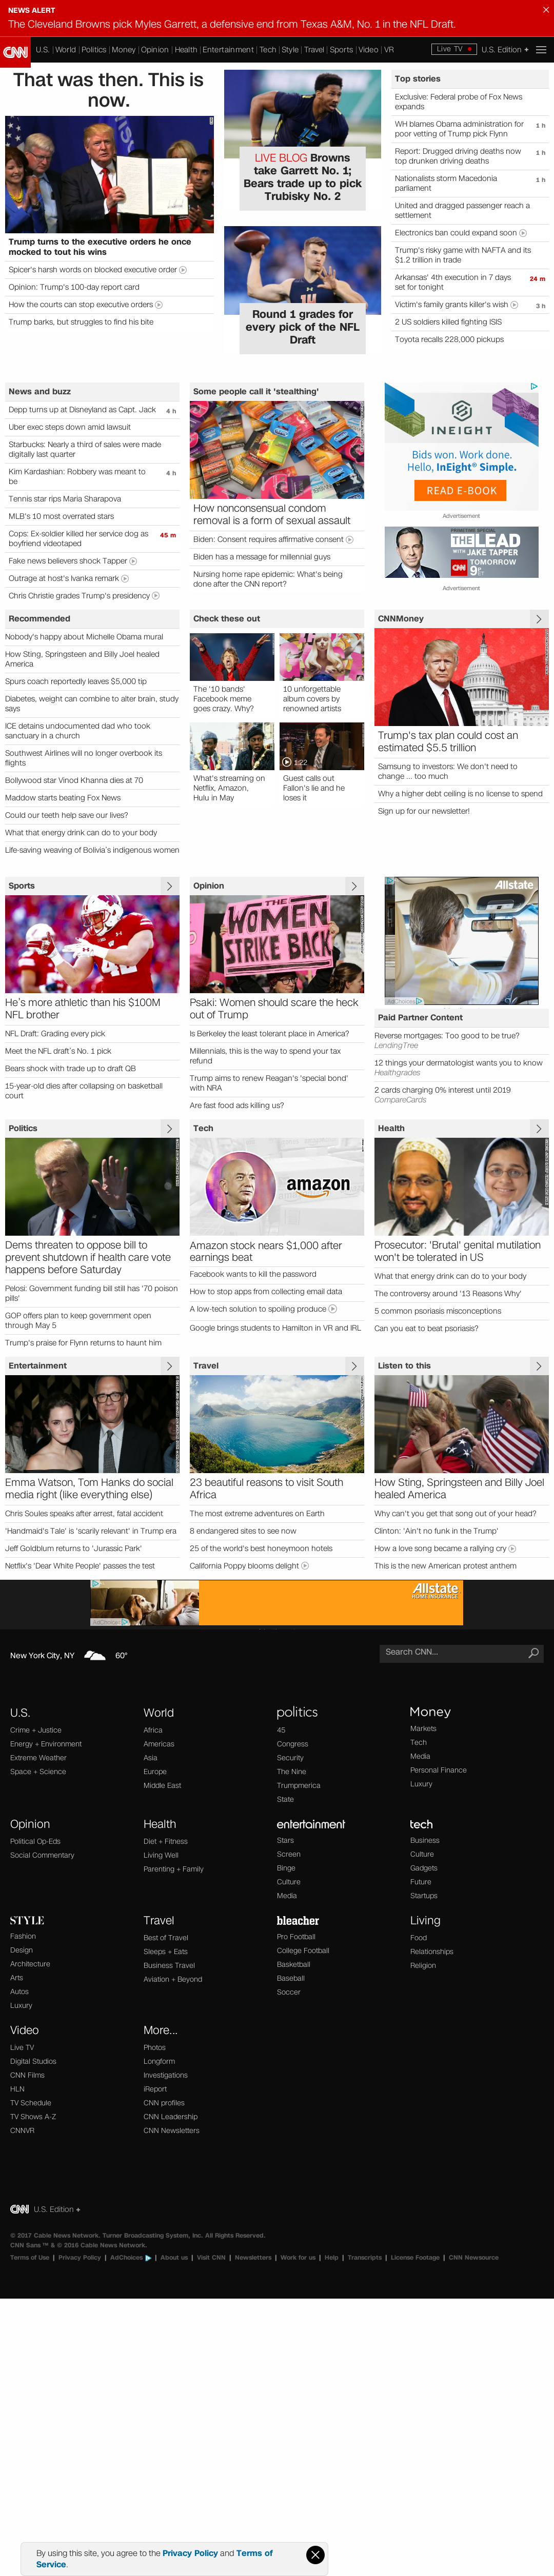 NEWS ALERT
The Cleveland Browns pick Myles Garrett, a defensive end from Texas A&M, No. 1 in the NFL Draft.
CNN
U.S. World Politics Money Opinion Health Entertainment Tech Style Travel Sports Video VR
Live TV
U.S. Edition +
That was then. This is
now.
Trump turns to the executive orders he once
mocked to tout his wins
Spicer's harsh words on blocked executive order
Opinion: Trump's 100-day report card
How the courts can stop executive orders
Trump barks, but struggles to find his bite
LIVE BLOG Browns
take Garrett No. 1;
Bears trade up to pick
Trubisky No. 2
Round 1 grades for
every pick of the NFL
Draft
Top stories
Exclusive: Federal probe of Fox News
expands
WH blames Obama administration for
poor vetting of Trump pick Flynn
1 h
Report: Drugged driving deaths now
top drunken driving deaths
1 h
Nationalists storm Macedonia
parliament
1 h
United and dragged passenger reach a
settlement
Electronics ban could expand soon
Trump's risky game with NAFTA and its
$1.2 trillion in trade
Arkansas' 4th execution in 7 days
set for tonight
24 m
Victim's family grants killer's wish
3 h
2 US soldiers killed fighting ISIS
Toyota recalls 228,000 pickups
News and buzz
Depp turns up at Disneyland as Capt. Jack
4 h
Uber exec steps down amid lawsuit
Starbucks: Nearly a third of sales were made
digitally last quarter
Kim Kardashian: Robbery was meant to
be
4 h
Tennis star rips Maria Sharapova
MLB's 10 most overrated stars
Cops: Ex-soldier killed her service dog as
boyfriend videotaped
45 m
Fake news believers shock Tapper
Outrage at host's Ivanka remark
Chris Christie grades Trump's presidency
Some people call it 'stealthing'
How nonconsensual condom
removal is a form of sexual assault
Biden: Consent requires affirmative consent
Biden has a message for millennial guys
Nursing home rape epidemic: What's being
done after the CNN report?
INEIGHT
Bids won. Work done.
Hello, InEight® Simple.
READ E-BOOK
Advertisement
PRIMETIME SPECIAL
THE LEAD
WITH JAKE TAPPER
CNN
TOMORROW
9P ET
Advertisement
Recommended
Nobody's happy about Michelle Obama mural
How Sting, Springsteen and Billy Joel healed
America
Spurs coach reportedly leaves $5,000 tip
Diabetes, weight can combine to alter brain, study
says
ICE detains undocumented dad who took
sanctuary in a church
Southwest Airlines will no longer overbook its
flights
Bollywood star Vinod Khanna dies at 70
Maddow starts beating Fox News
Could our teeth help save our lives?
What that energy drink can do to your body
Life-saving weaving of Bolivia's indigenous women
Check these out
The '10 bands'
Facebook meme
goes crazy. Why?
10 unforgettable
album covers by
renowned artists
1:22
What's streaming on
Netflix, Amazon,
Hulu in May
Guest calls out
Fallon's lie and he
loses it
CNNMoney
Trump's tax plan could cost an
estimated $5.5 trillion
Samsung to investors: We don't need to
change ... too much
Why a higher debt ceiling is no license to spend
Sign up for our newsletter!
Sports
He's more athletic than his $100M
NFL brother
NFL Draft: Grading every pick
Meet the NFL draft's No. 1 pick
Bears shock with trade up to draft QB
15-year-old dies after collapsing on basketball
court
Opinion
THE
WOMEN
STRIKE BACK
Psaki: Women should scare the heck
out of Trump
Is Berkeley the least tolerant place in America?
Millennials, this is the way to spend your tax
refund
Trump aims to renew Reagan's 'special bond'
with NRA
Are fast food ads killing us?
Allstate
AdChoices
Paid Partner Content
Reverse mortgages: Too good to be true?
LendingTree
12 things your dermatologist wants you to know
Healthgrades
2 cards charging 0% interest until 2019
CompareCards
Politics
Dems threaten to oppose bill to
prevent shutdown if health care vote
happens before Saturday
Pelosi: Government funding bill still has '70 poison
pills'
GOP offers plan to keep government open
through May 5
Trump's praise for Flynn returns to haunt him
Tech
amazon
Amazon stock nears $1,000 after
earnings beat
Facebook wants to kill the password
How to stop apps from collecting email data
A low-tech solution to spoiling produce
Google brings students to Hamilton in VR and IRL
Health
Prosecutor: 'Brutal' genital mutilation
won't be tolerated in US
What that energy drink can do to your body
The controversy around '13 Reasons Why'
5 common psoriasis misconceptions
Can you eat to beat psoriasis?
Entertainment
Emma Watson, Tom Hanks do social
media right (like everything else)
Chris Soules speaks after arrest, fatal accident
'Handmaid's Tale' is 'scarily relevant' in Trump era
Jeff Goldblum returns to 'Jurassic Park'
Netflix's 'Dear White People' passes the test
Travel
23 beautiful reasons to visit South
Africa
The most extreme adventures on Earth
8 endangered sites to see now
25 of the world's best honeymoon hotels
California Poppy blooms delight
Listen to this
How Sting, Springsteen and Billy Joel
healed America
Why can't you get that song out of your head?
Clinton: 'Ain't no funk in the Trump'
How a love song became a rallying cry
This is the new American protest anthem
AdChoices
Allstate
HOME INSURANCE
New York City, NY
60°
Search CNN...
U.S.
Crime + Justice
Energy + Environment
Extreme Weather
Space + Science
World
Africa
Americas
Asia
Europe
Middle East
politics
45
Congress
Security
The Nine
Trumpmerica
State
Money
Markets
Tech
Media
Personal Finance
Luxury
Opinion
Political Op-Eds
Social Commentary
Health
Diet + Fitness
Living Well
Parenting + Family
entertainment
Stars
Screen
Binge
Culture
Media
tech
Business
Culture
Gadgets
Future
Startups
STYLE
Fashion
Design
Architecture
Arts
Autos
Luxury
Travel
Best of Travel
Sleeps + Eats
Business Travel
Aviation + Beyond
bleacher
Pro Football
College Football
Basketball
Baseball
Soccer
Living
Food
Relationships
Religion
Video
Live TV
Digital Studios
CNN Films
HLN
TV Schedule
TV Shows A-Z
CNNVR
More...
Photos
Longform
Investigations
iReport
CNN profiles
CNN Leadership
CNN Newsletters
CNN U.S. Edition +
© 2017 Cable News Network. Turner Broadcasting System, Inc. All Rights Reserved.
CNN Sans ™ & © 2016 Cable News Network.
Terms of Use | Privacy Policy | AdChoices | About us | Visit CNN | Newsletters | Work for us | Help | Transcripts | License Footage | CNN Newsource
By using this site, you agree to the Privacy Policy and Terms of
Service.